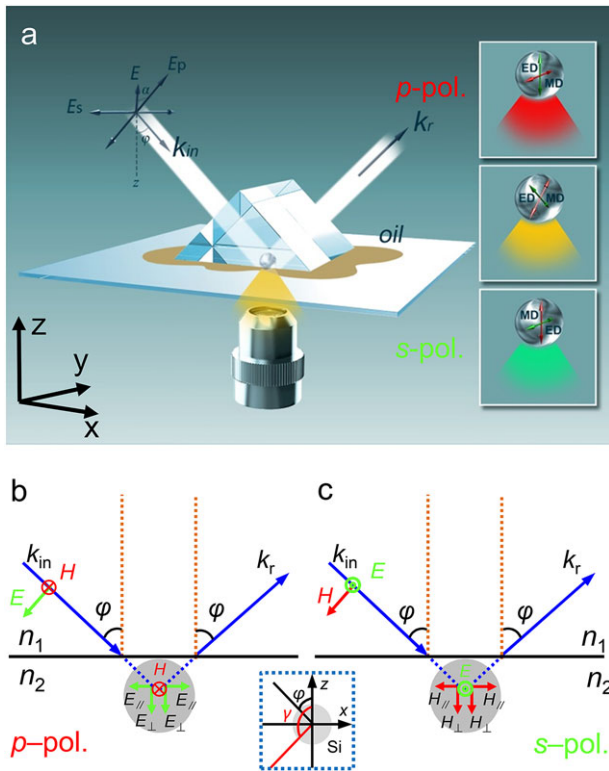 a
E
Ep
α
Es
φ
kin
z
p-pol.
kr
oil
ED
MD
ED
MD
MD
ED
s-pol.
z
y
x
b
kin
H
E
φ
φ
kr
n1
n2
H
E//
E//
E⊥
E⊥
p–pol.
z
φ
γ
x
Si
c
kin
E
H
φ
φ
kr
n1
n2
E
H//
H//
H⊥
H⊥
s-pol.